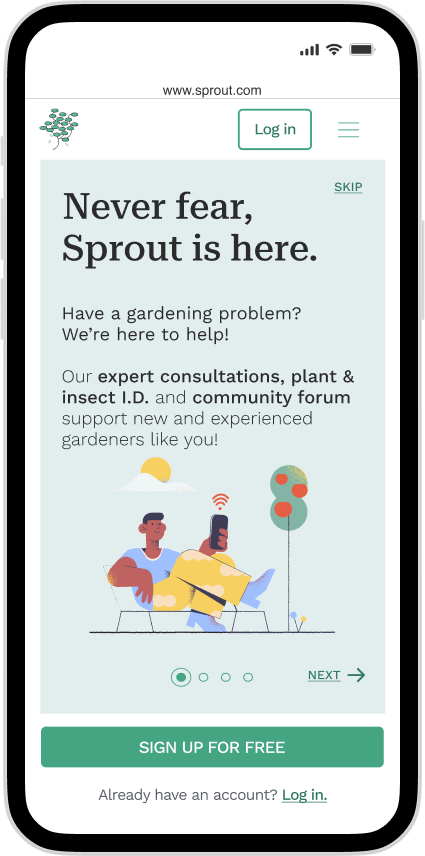 www.sprout.com
Log in
SKIP
Never fear,
Sprout is here.
Have a gardening problem?
We’re here to help!
Our expert consultations, plant &
insect I.D. and community forum
support new and experienced
gardeners like you!
NEXT
SIGN UP FOR FREE
Already have an account? Log in.